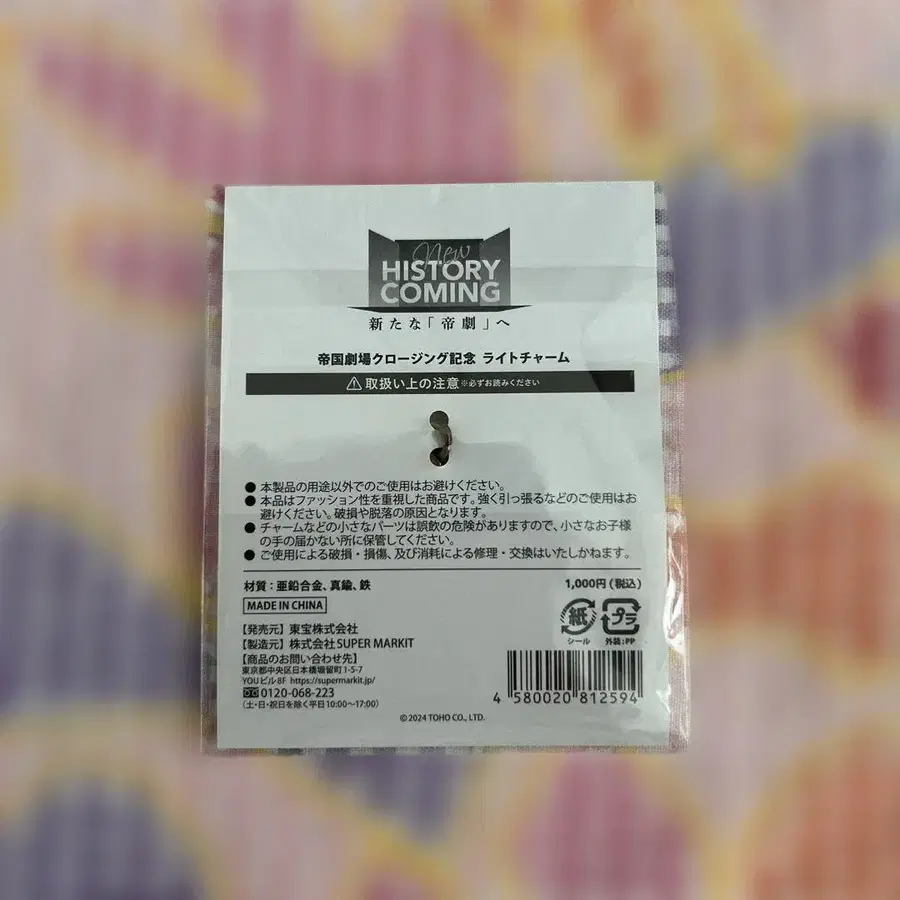 New
HISTORY
COMING
新たな「帝劇」へ
帝国劇場クロージング記念 ライトチャーム
⚠取扱い上の注意※必ずお読みください
● 本製品の用途以外でのご使用はお避けください。
● 本品はファッション性を重視した商品です。強く引っ張るなどのご使用はお
避けください。破損や脱落の原因となります。
● チャームなどの小さなパーツは誤飲の危険がありますので、小さなお子様
の手の届かない所に保管してください。
● ご使用による破損・損傷、及び消耗による修理・交換はいたしかねます。
材質:亜鉛合金、真鍮、鉄
1,000円(税込)
MADE IN CHINA
紙
シール
プラ
外装:PP
【発売元】東宝株式会社
【製造元】株式会社SUPER MARKIT
【商品のお問い合わせ先】
東京都中央区日本橋堀留町1-5-7
YOUビル8F https://supermarkit.jp/
0120-068-223
(土・日・祝日を除く平日10:00〜17:00)
4 580020 812594
©2024 TOHO CO., LTD.